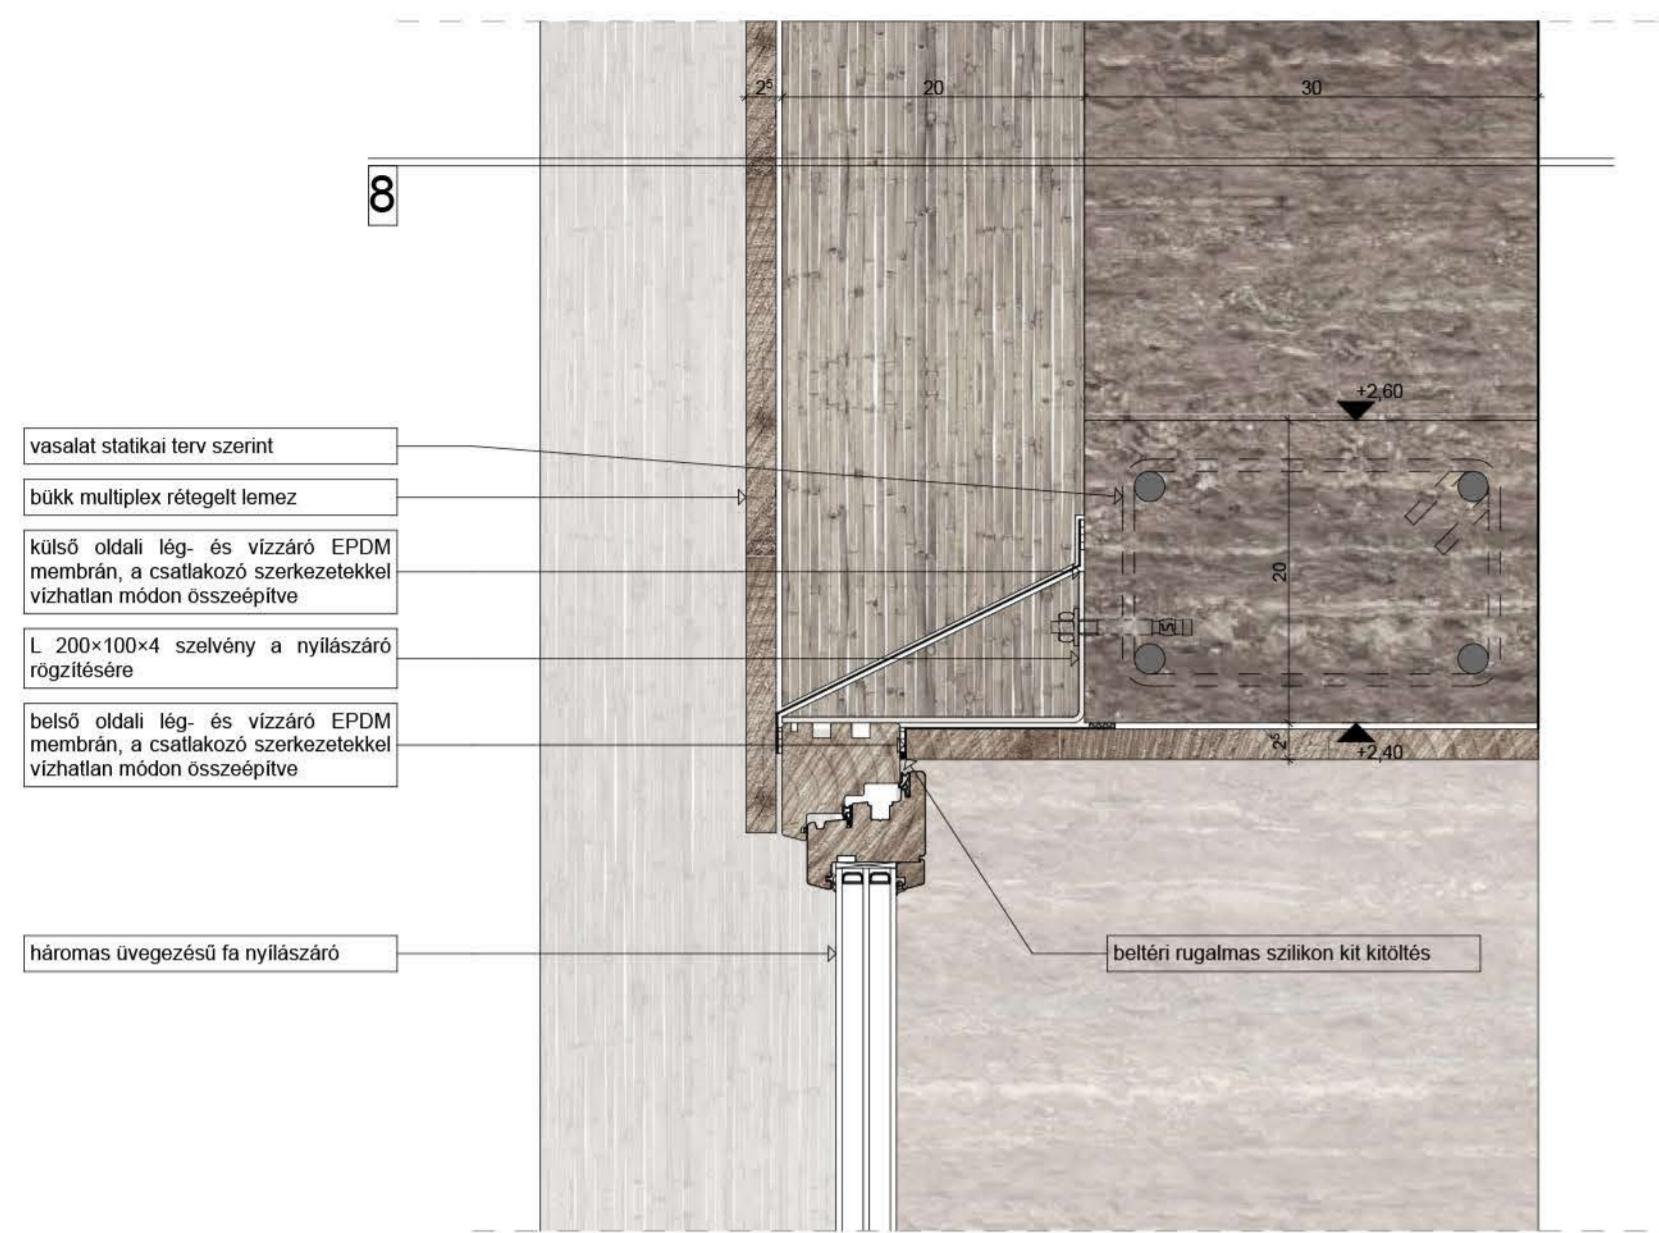 2⁵
20
30
8
+2,60
vasalat statikai terv szerint
bükk multiplex rétegelt lemez
külső oldali lég- és vízzáró EPDM
membrán, a csatlakozó szerkezetekkel
vízhatlan módon összeépítve
20
L 200×100×4 szelvény a nyílászáró
rögzítésére
belső oldali lég- és vízzáró EPDM
membrán, a csatlakozó szerkezetekkel
vízhatlan módon összeépítve
2⁵
+2,40
háromas üvegezésű fa nyílászáró
beltéri rugalmas szilikon kit kitöltés